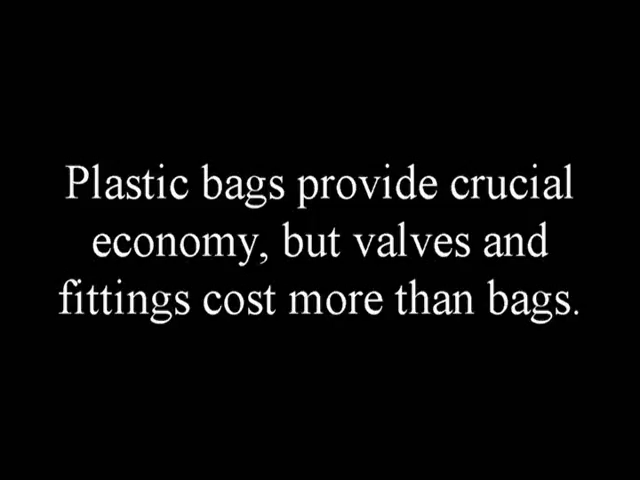 Plastic bags provide crucial
economy, but valves and
fittings cost more than bags.